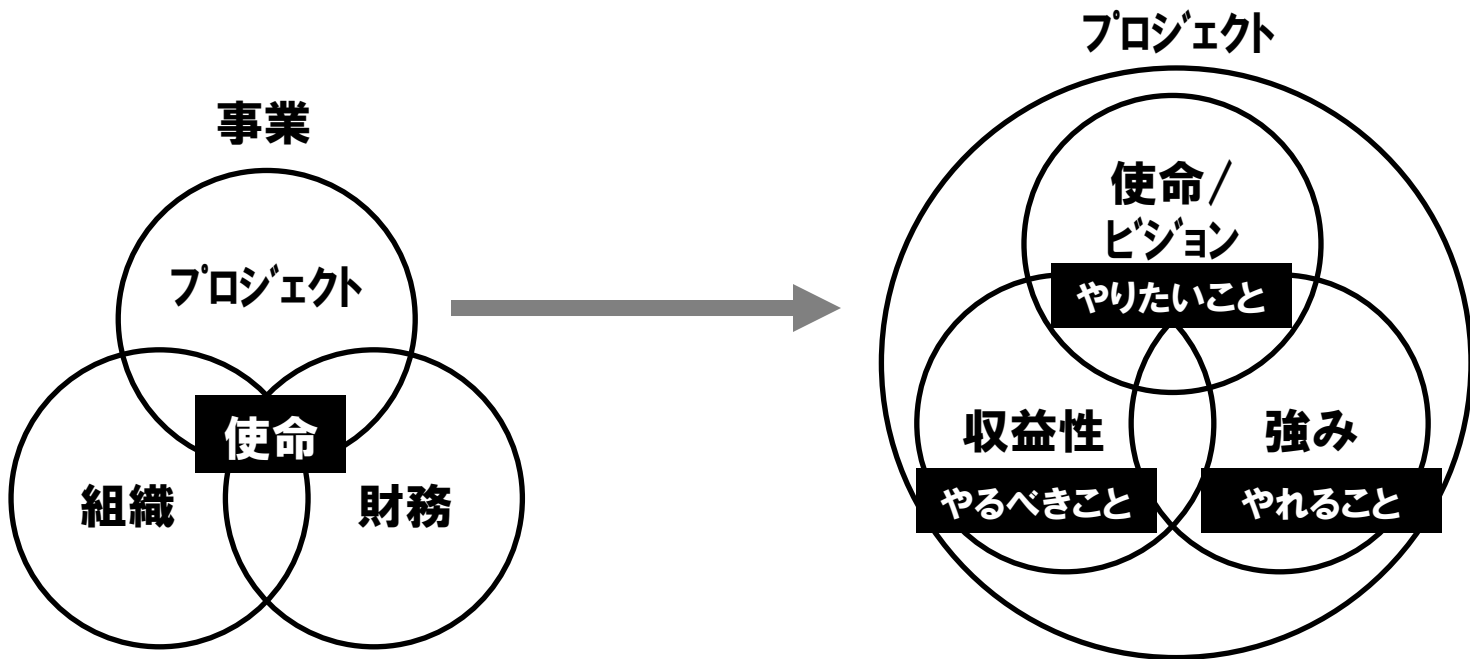 事業
プロジェクト
使命
組織
財務
プロジェクト
使命/
ビジョン
やりたいこと
収益性
強み
やるべきこと
やれること